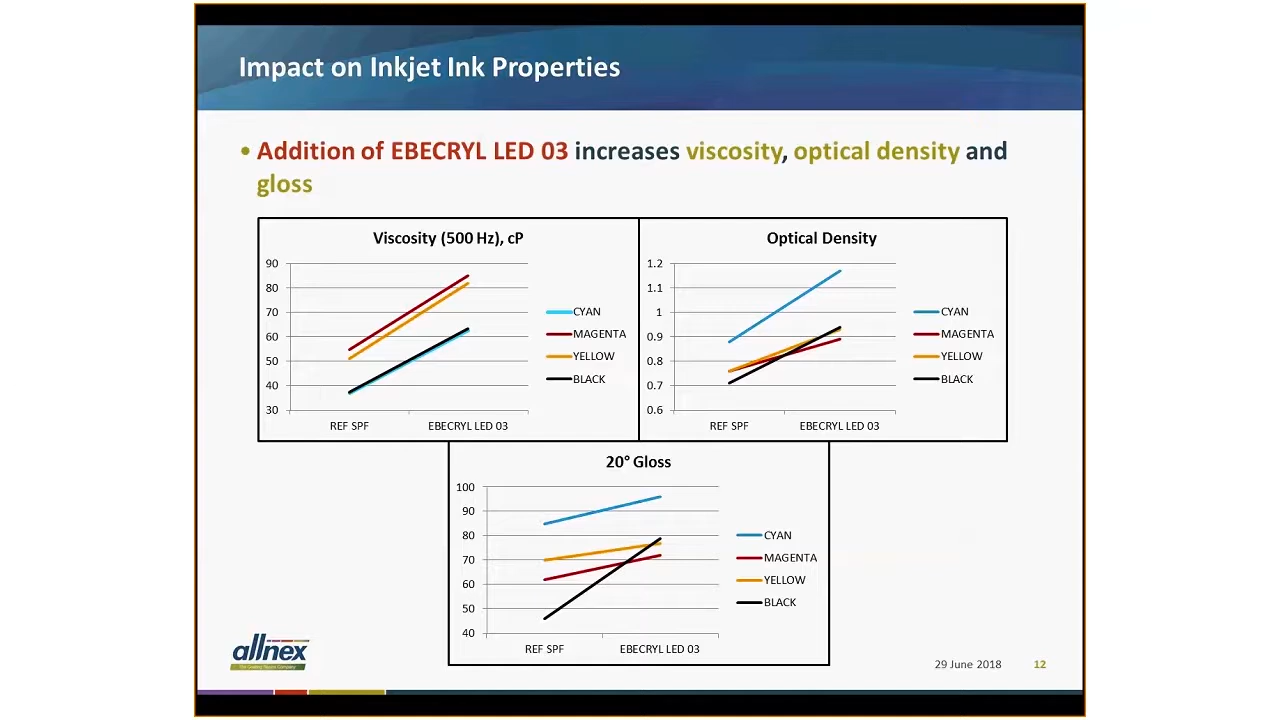 Impact on Inkjet Ink Properties
• Addition of EBECRYL LED 03 increases viscosity, optical density and
gloss
Viscosity (500 Hz), cP
90
80
70
60
50
40
30
REF SPF
EBECRYL LED 03
CYAN
MAGENTA
YELLOW
BLACK
Optical Density
1.2
1.1
1
0.9
0.8
0.7
0.6
REF SPF
EBECRYL LED 03
CYAN
MAGENTA
YELLOW
BLACK
20° Gloss
100
90
80
70
60
50
40
REF SPF
EBECRYL LED 03
CYAN
MAGENTA
YELLOW
BLACK
allnex
29 June 2018
12